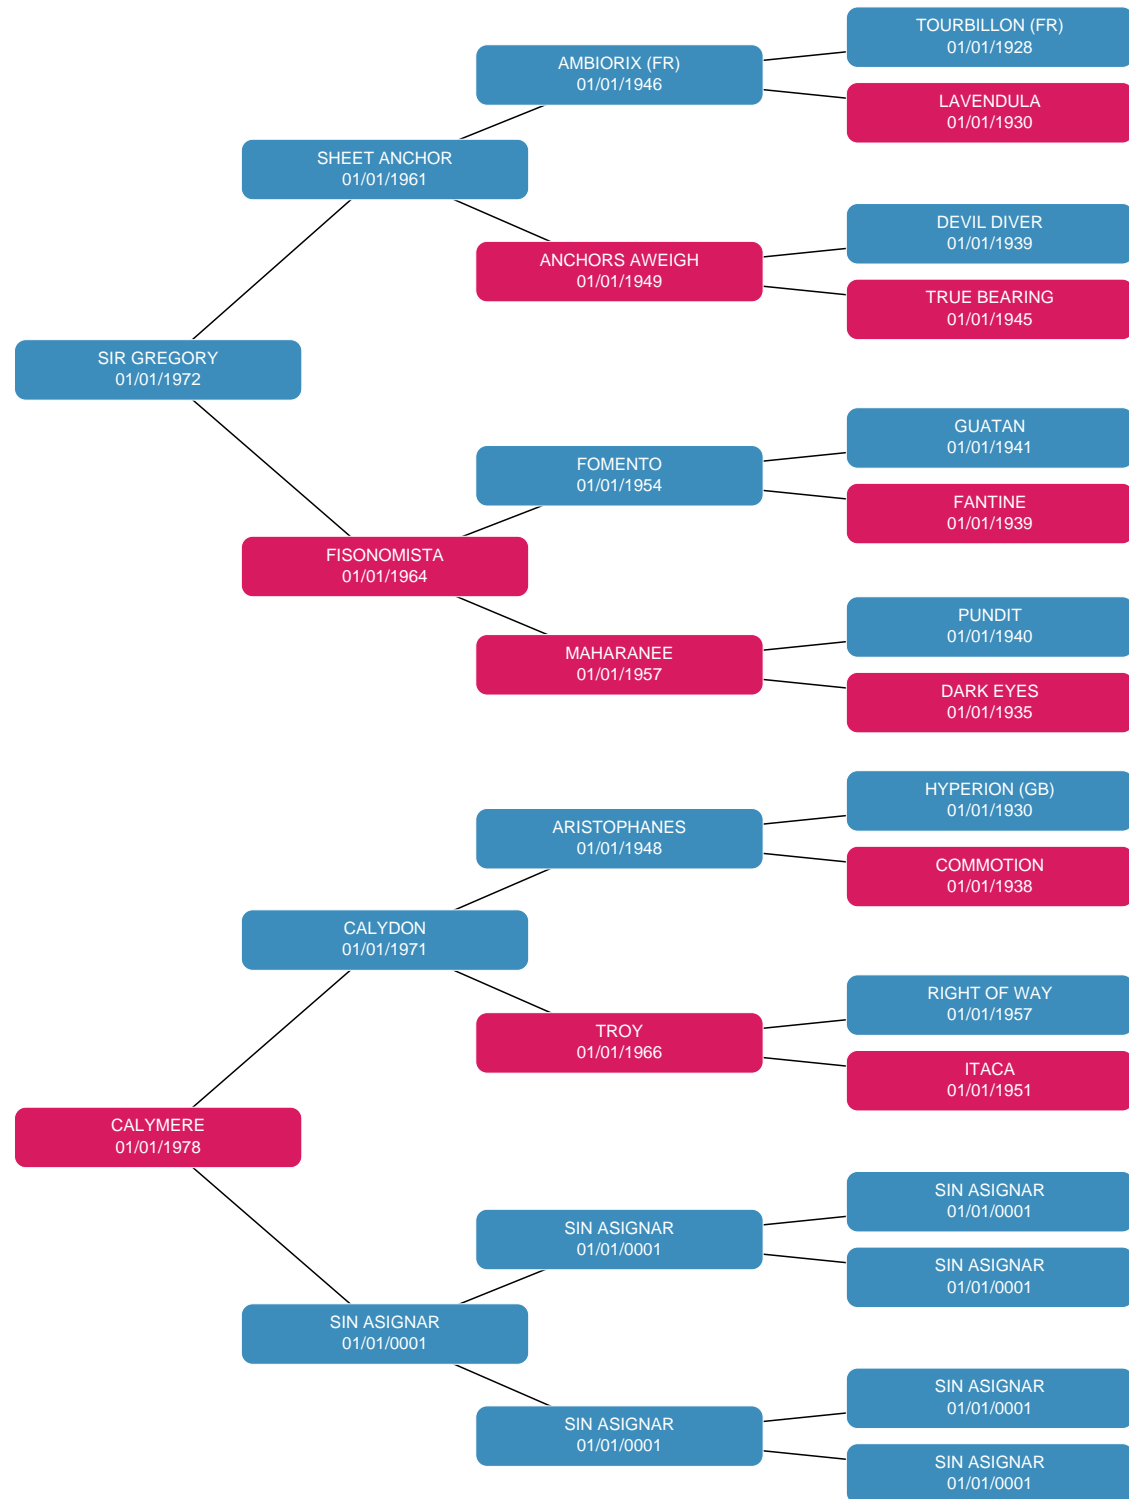 TOURBILLON (FR)
01/01/1928
AMBIORIX (FR)
01/01/1946
LAVENDULA
01/01/1930
SHEET ANCHOR
01/01/1961
DEVIL DIVER
01/01/1939
ANCHORS AWEIGH
01/01/1949
TRUE BEARING
01/01/1945
SIR GREGORY
01/01/1972
GUATAN
01/01/1941
FOMENTO
01/01/1954
FANTINE
01/01/1939
FISONOMISTA
01/01/1964
PUNDIT
01/01/1940
MAHARANEE
01/01/1957
DARK EYES
01/01/1935
HYPERION (GB)
01/01/1930
ARISTOPHANES
01/01/1948
COMMOTION
01/01/1938
CALYDON
01/01/1971
RIGHT OF WAY
01/01/1957
TROY
01/01/1966
ITACA
01/01/1951
CALYMERE
01/01/1978
SIN ASIGNAR
01/01/0001
SIN ASIGNAR
01/01/0001
SIN ASIGNAR
01/01/0001
SIN ASIGNAR
01/01/0001
SIN ASIGNAR
01/01/0001
SIN ASIGNAR
01/01/0001
SIN ASIGNAR
01/01/0001